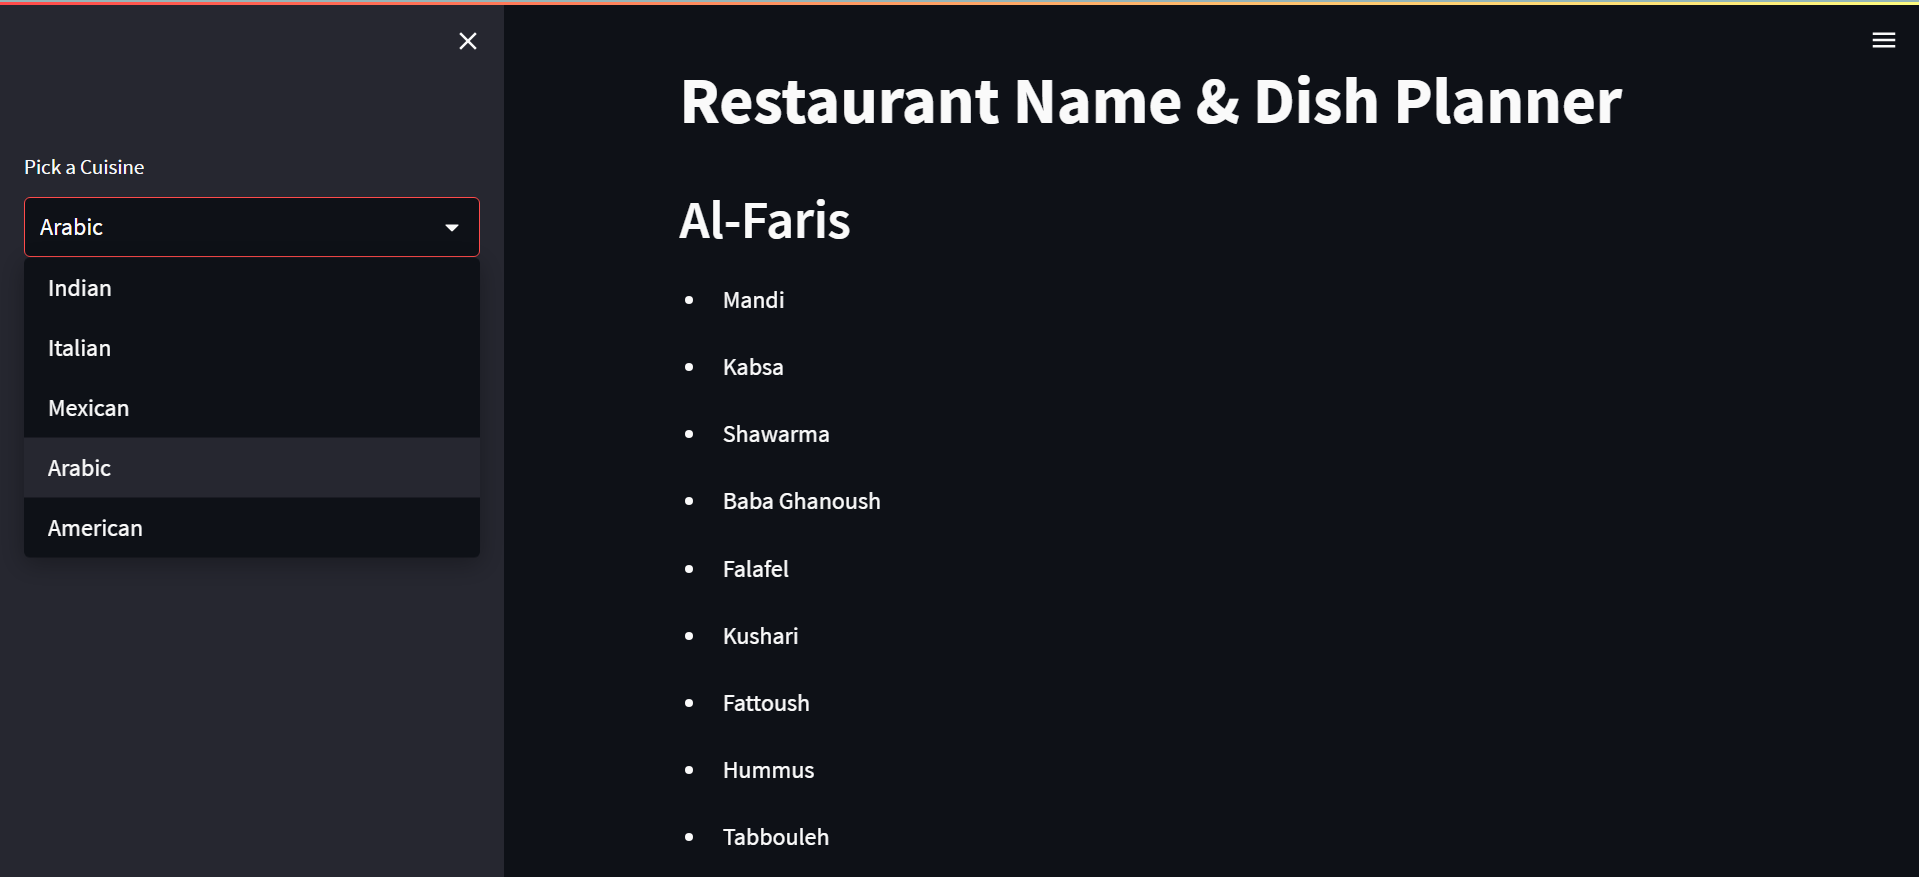 Pick a Cuisine
Arabic
Indian
Italian
Mexican
Arabic
American
Restaurant Name & Dish Planner
Al-Faris
Mandi
Kabsa
Shawarma
Baba Ghanoush
Falafel
Kushari
Fattoush
Hummus
Tabbouleh